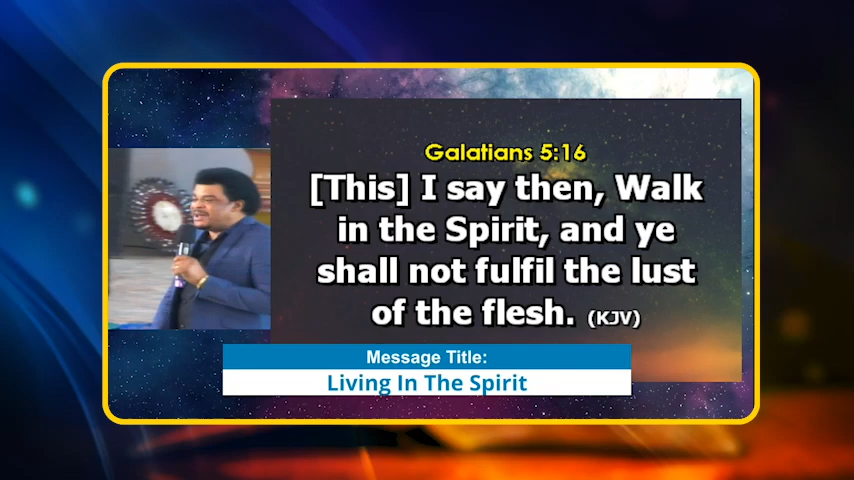 Galatians 5:16
[This] I say then, Walk
in the Spirit, and ye
shall not fulfil the lust
of the flesh. (KJV)
Message Title:
Living In The Spirit